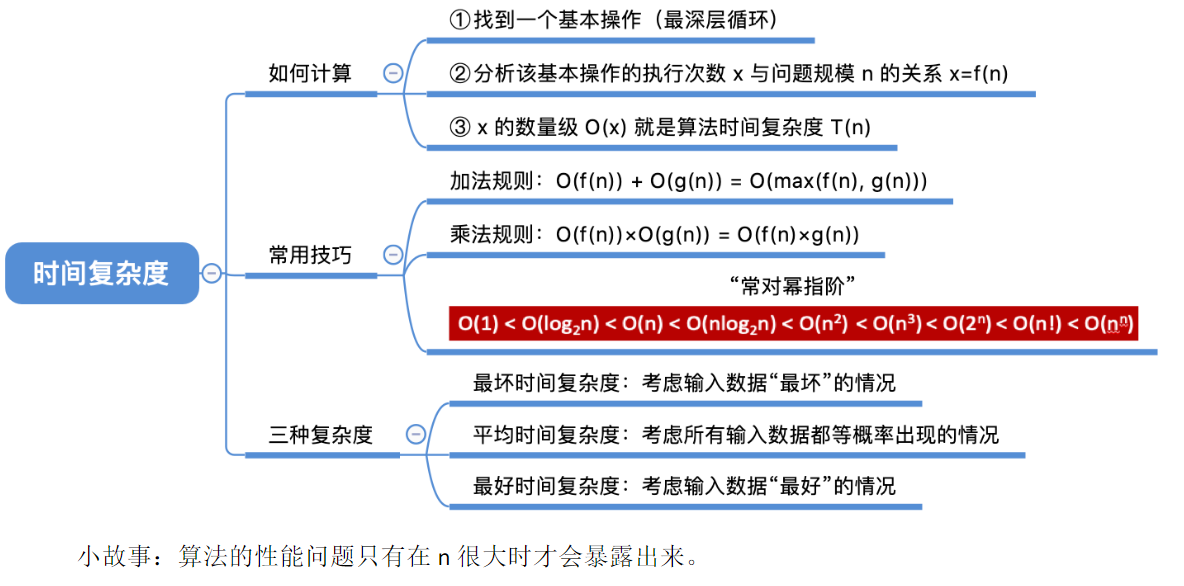 时间复杂度
如何计算
①找到一个基本操作（最深层循环）
②分析该基本操作的执行次数 x 与问题规模 n 的关系 x=f(n)
③ x 的数量级 O(x) 就是算法时间复杂度 T(n)
常用技巧
加法规则：O(f(n)) + O(g(n)) = O(max(f(n), g(n)))
乘法规则：O(f(n))×O(g(n)) = O(f(n)×g(n))
“常对幂指阶”
O(1) < O(log₂n) < O(n) < O(nlog₂n) < O(n²) < O(n³) < O(2ⁿ) < O(n!) < O(nⁿ)
三种复杂度
最坏时间复杂度：考虑输入数据“最坏”的情况
平均时间复杂度：考虑所有输入数据都等概率出现的情况
最好时间复杂度：考虑输入数据“最好”的情况
小故事：算法的性能问题只有在 n 很大时才会暴露出来。